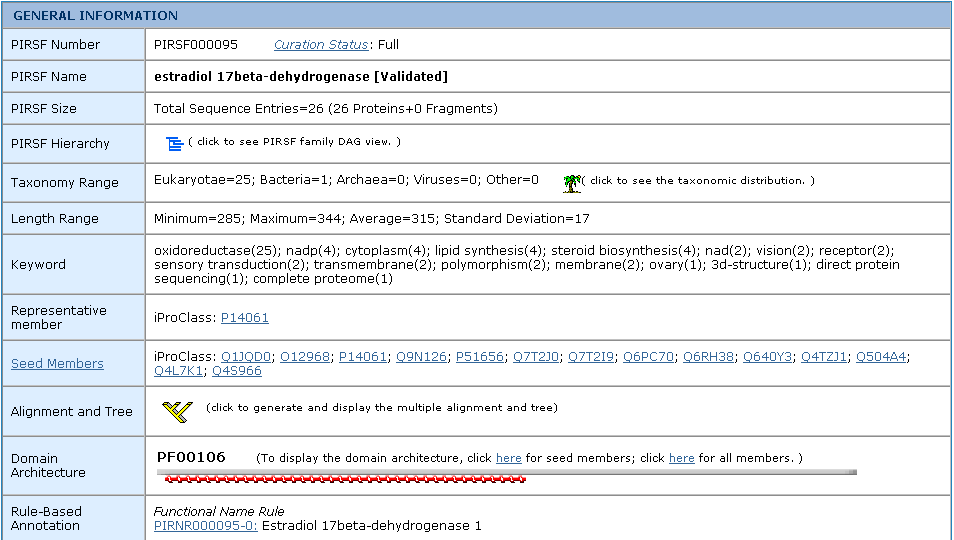 GENERAL INFORMATION
PIRSF Number
PIRSF000095 Curation Status: Full
PIRSF Name
estradiol 17beta-dehydrogenase [Validated]
PIRSF Size
Total Sequence Entries=26 (26 Proteins+0 Fragments)
PIRSF Hierarchy
( click to see PIRSF family DAG view. )
Taxonomy Range
Eukaryotae=25; Bacteria=1; Archaea=0; Viruses=0; Other=0 ( click to see the taxonomic distribution. )
Length Range
Minimum=285; Maximum=344; Average=315; Standard Deviation=17
Keyword
oxidoreductase(25); nadp(4); cytoplasm(4); lipid synthesis(4); steroid biosynthesis(4); nad(2); vision(2); receptor(2);
sensory transduction(2); transmembrane(2); polymorphism(2); membrane(2); ovary(1); 3d-structure(1); direct protein
sequencing(1); complete proteome(1)
Representative
member
iProClass: P14061
Seed Members
iProClass: Q1JQD0; O12968; P14061; Q9N126; P51656; Q7T2J0; Q7T2I9; Q6PC70; Q6RH38; Q640Y3; Q4TZJ1; Q504A4;
Q4L7K1; Q4S966
Alignment and Tree
(click to generate and display the multiple alignment and tree)
Domain
Architecture
PF00106 (To display the domain architecture, click here for seed members; click here for all members. )
Rule-Based
Annotation
Functional Name Rule
PIRNR000095-0: Estradiol 17beta-dehydrogenase 1